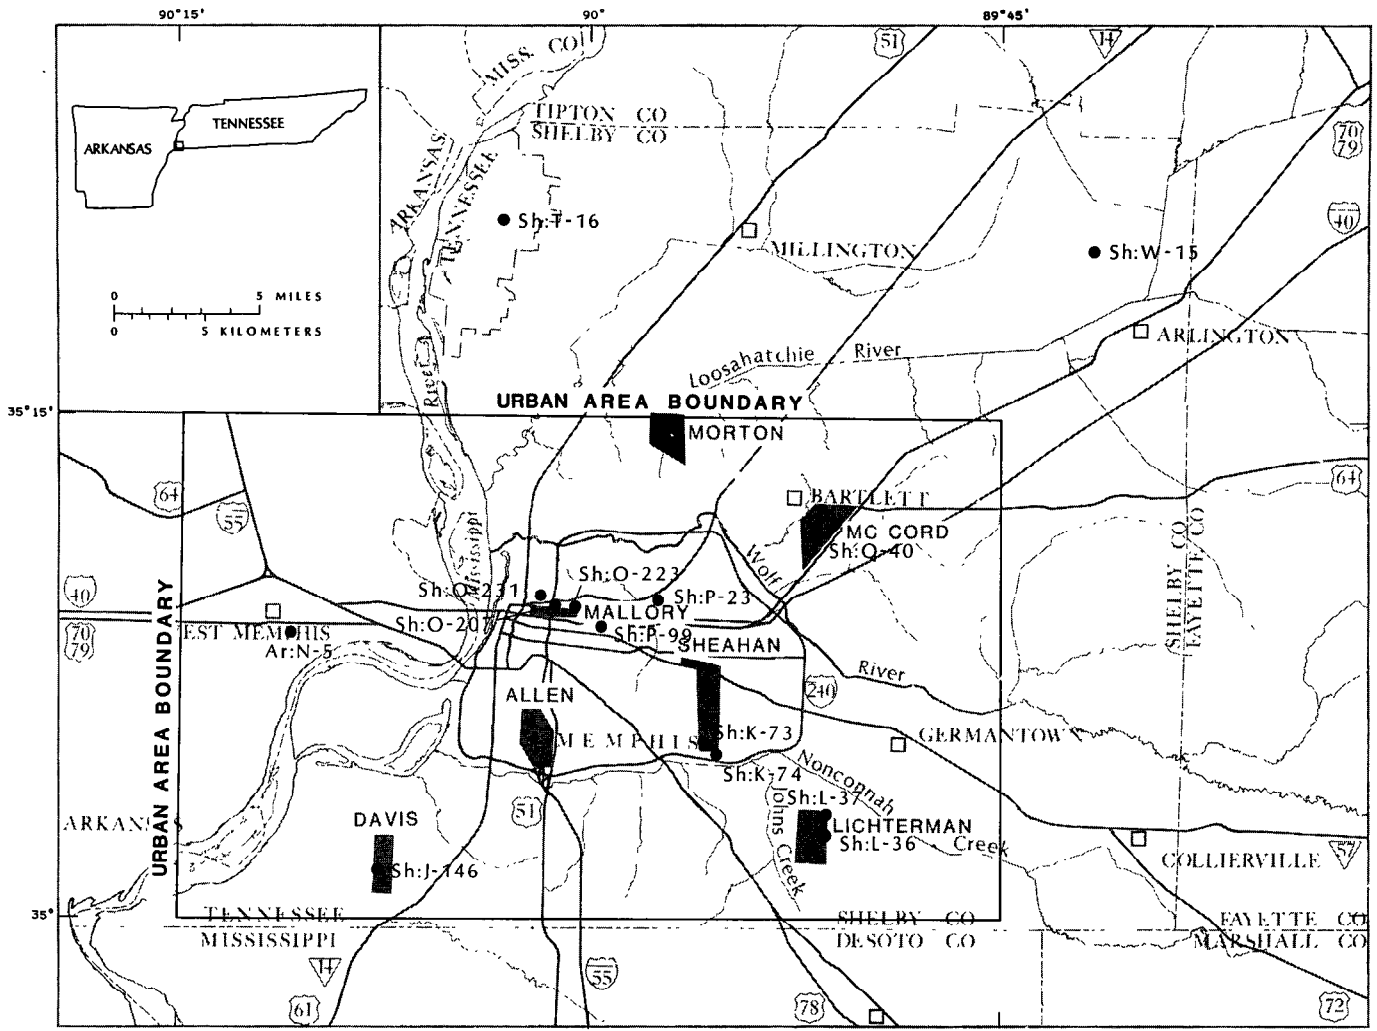 90°15'
90°
89°45'
51
14
MISS. CO
TIPTON CO
SHELBY CO
TENNESSEE
ARKANSAS
70
79
ARKANSAS
TENNESSEE
40
Sh:T-16
MILLINGTON
Sh:W-15
0 5 MILES
0 5 KILOMETERS
ARLINGTON
Loosahatchie River
River
35°15'
URBAN AREA BOUNDARY
MORTON
64
64
BARTLETT
55
MC CORD
Sh:Q-40
Mississippi
Wolf
SHELBY CO
FAYETTE CO
Sh:O-223
40
Sh:O-231
Sh:P-23
MALLORY
Sh:O-207
70
79
EST MEMPHIS
Sh:P-99
SHEAHAN
Ar:N-5
River
URBAN AREA BOUNDARY
ALLEN
240
MEMPHIS
Sh:K-73
GERMANTOWN
Sh:K-74
Nonconnah
Sh:L-37
51
Johns Creek
DAVIS
ARKANSAS
LICHTERMAN
Sh:L-36
Creek
57
COLLIERVILLE
Sh:J-146
35°
TENNESSEE
SHELBY CO
FAYETTE CO
MISSISSIPPI
DESOTO CO
MARSHALL CO
14
55
61
78
72